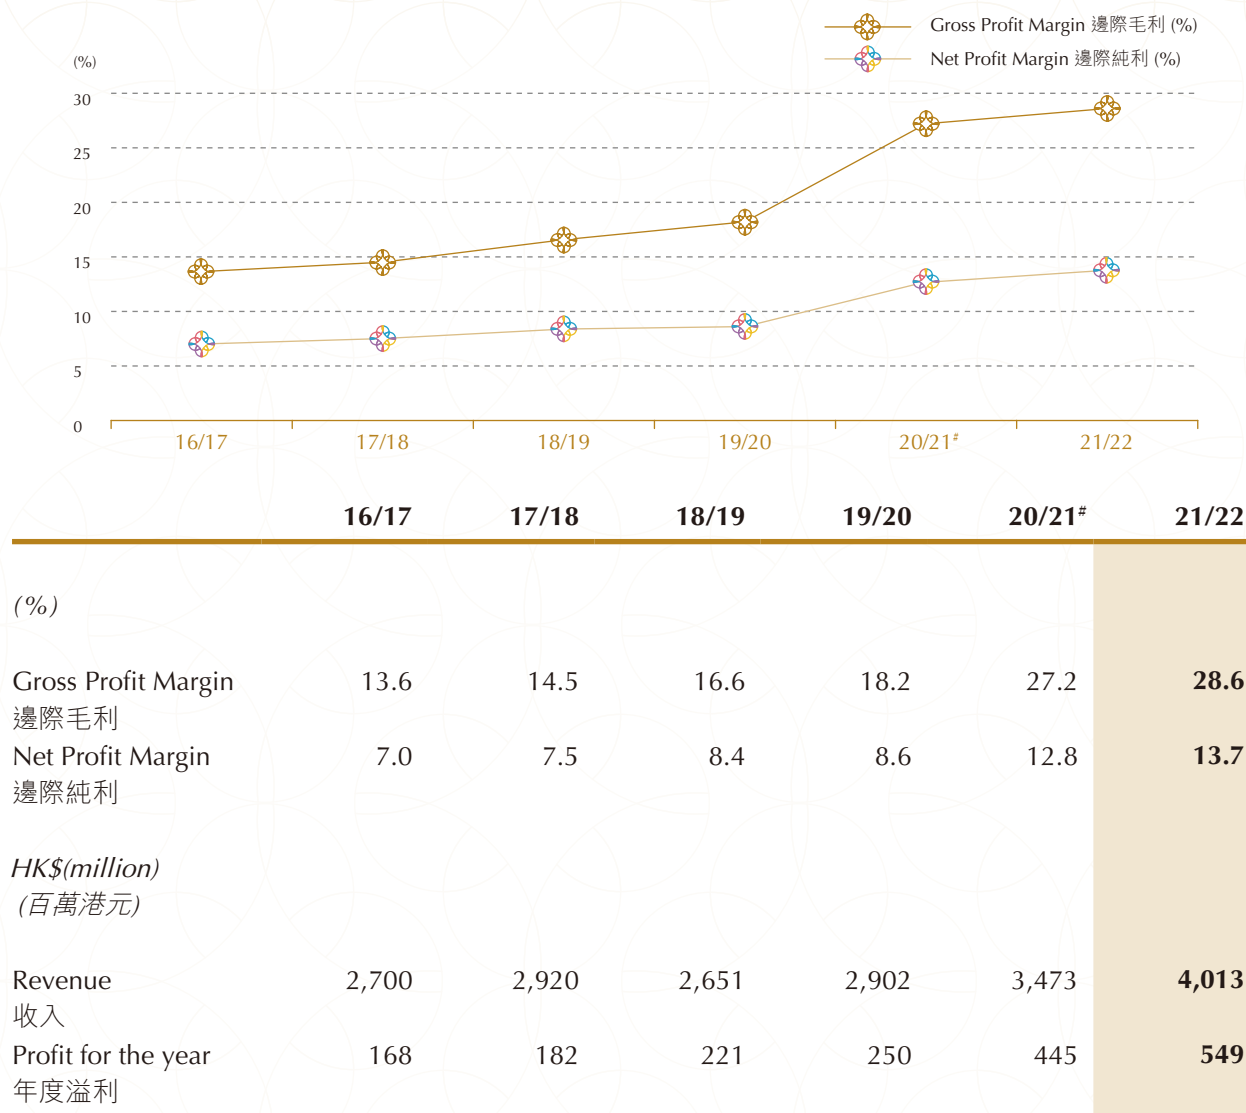 Gross Profit Margin 邊際毛利 (%)
Net Profit Margin 邊際純利 (%)
(%)
30
25
20
15
10
5
0
16/17 17/18 18/19 19/20 20/21# 21/22
16/17 17/18 18/19 19/20 20/21# 21/22
(%)
Gross Profit Margin 13.6 14.5 16.6 18.2 27.2 28.6
邊際毛利
Net Profit Margin 7.0 7.5 8.4 8.6 12.8 13.7
邊際純利
HK$(million)
(百萬港元)
Revenue 2,700 2,920 2,651 2,902 3,473 4,013
收入
Profit for the year 168 182 221 250 445 549
年度溢利